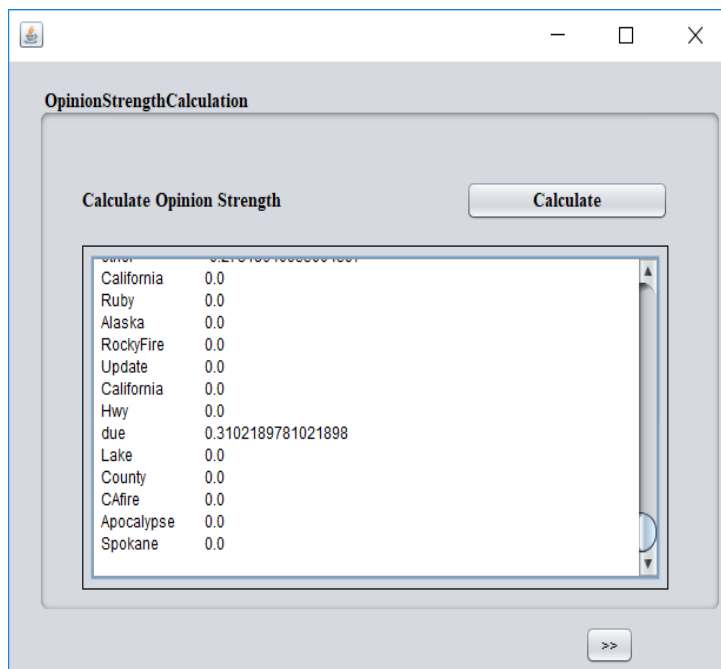 OpinionStrengthCalculation
Calculate Opinion Strength Calculate
California 0.0
Ruby 0.0
Alaska 0.0
RockyFire 0.0
Update 0.0
California 0.0
Hwy 0.0
due 0.3102189781021898
Lake 0.0
County 0.0
CAfire 0.0
Apocalypse 0.0
Spokane 0.0
>>